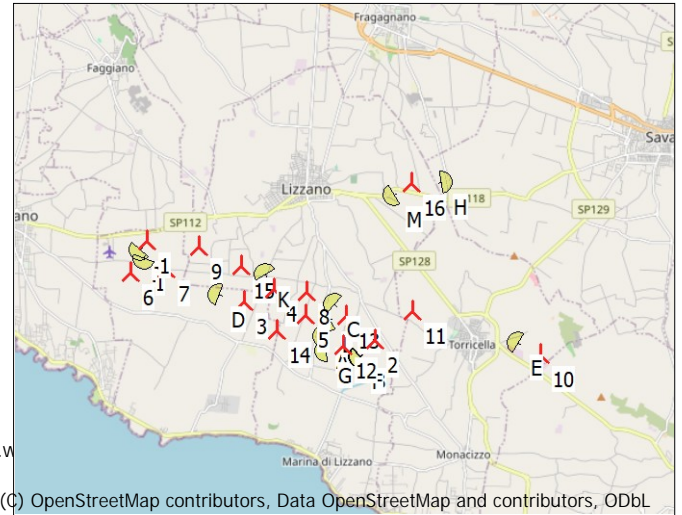 Fragagnano
Faggiano
S
Sava
Lizzano
M
16
H
118
SP129
ano
SP112
SP128
9
6
7
15
K
D
3
4
8
5
C
13
11
14
Torricella
G
12
2
E
10
Marina di Lizzano
Monacizzo
.w
(C) OpenStreetMap contributors, Data OpenStreetMap and contributors, ODbL